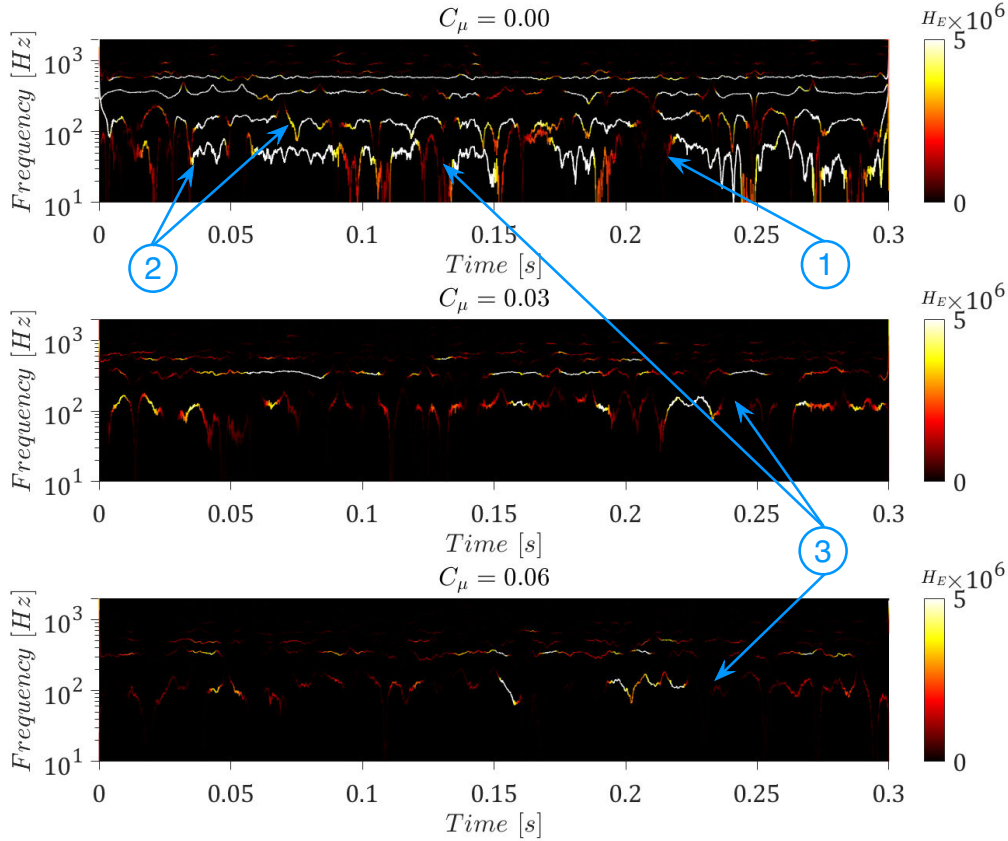 C_μ = 0.00
H_E×10^6
Frequency [Hz]
10^3
10^2
10^1
5
0
0 0.05 0.1 0.15 0.2 0.25 0.3
Time [s]
2
1
C_μ = 0.03
H_E×10^6
Frequency [Hz]
10^3
10^2
10^1
5
0
0 0.05 0.1 0.15 0.2 0.25 0.3
Time [s]
3
C_μ = 0.06
H_E×10^6
Frequency [Hz]
10^3
10^2
10^1
5
0
0 0.05 0.1 0.15 0.2 0.25 0.3
Time [s]